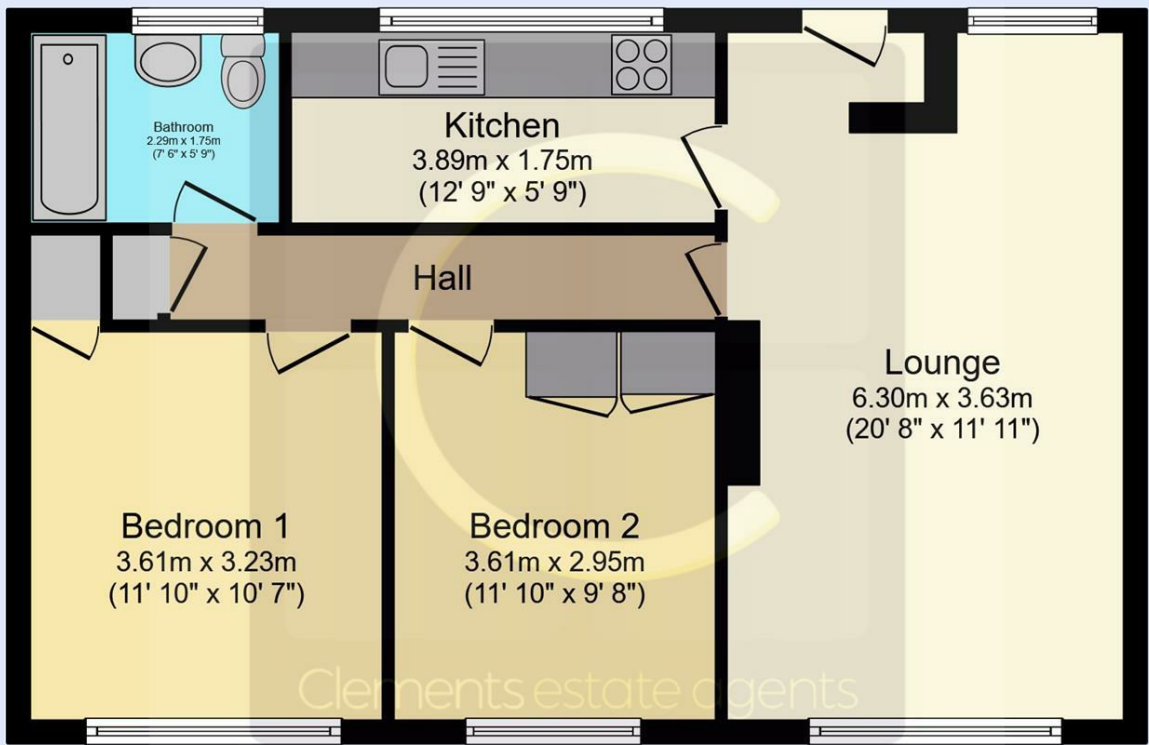 Bathroom
2.29m x 1.75m
(7' 6" x 5' 9")
Kitchen
3.89m x 1.75m
(12' 9" x 5' 9")
Hall
Lounge
6.30m x 3.63m
(20' 8" x 11' 11")
Bedroom 1
3.61m x 3.23m
(11' 10" x 10' 7")
Bedroom 2
3.61m x 2.95m
(11' 10" x 9' 8")
Clements estate agents